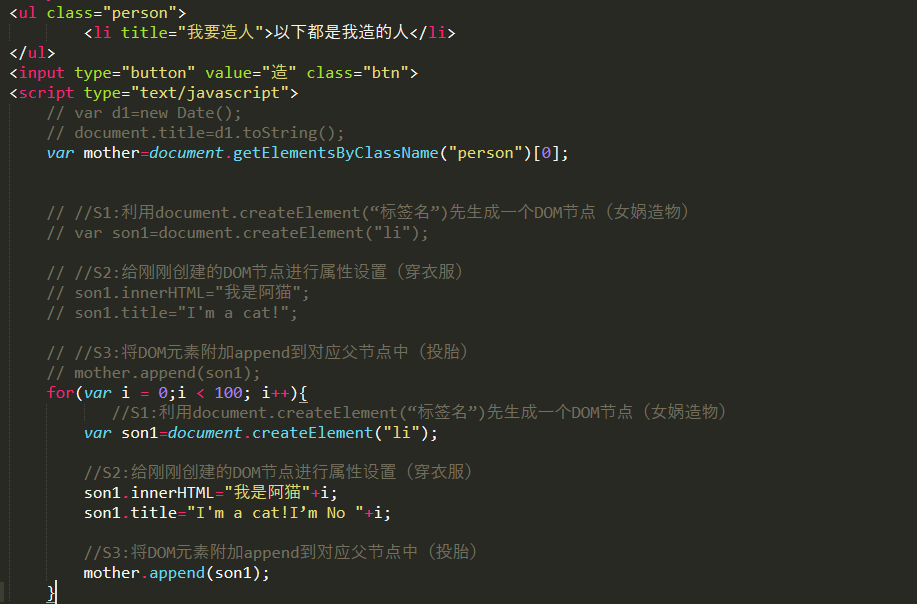 <ul class="person">
<li title="我要造人">以下都是我造的人</li>
</ul>
<input type="button" value="造" class="btn">
<script type="text/javascript">
// var d1=new Date();
// document.title=d1.toString();
var mother=document.getElementsByClassName("person")[0];
// //S1:利用document.createElement(“标签名”)先生成一个DOM节点（女娲造物）
// var son1=document.createElement("li");
// //S2:给刚刚创建的DOM节点进行属性设置（穿衣服）
// son1.innerHTML="我是阿猫";
// son1.title="I'm a cat!";
// //S3:将DOM元素附加append到对应父节点中（投胎）
// mother.append(son1);
for(var i = 0;i < 100; i++){
//S1:利用document.createElement(“标签名”)先生成一个DOM节点（女娲造物）
var son1=document.createElement("li");
//S2:给刚刚创建的DOM节点进行属性设置（穿衣服）
son1.innerHTML="我是阿猫"+i;
son1.title="I'm a cat!I’m No "+i;
//S3:将DOM元素附加append到对应父节点中（投胎）
mother.append(son1);
}